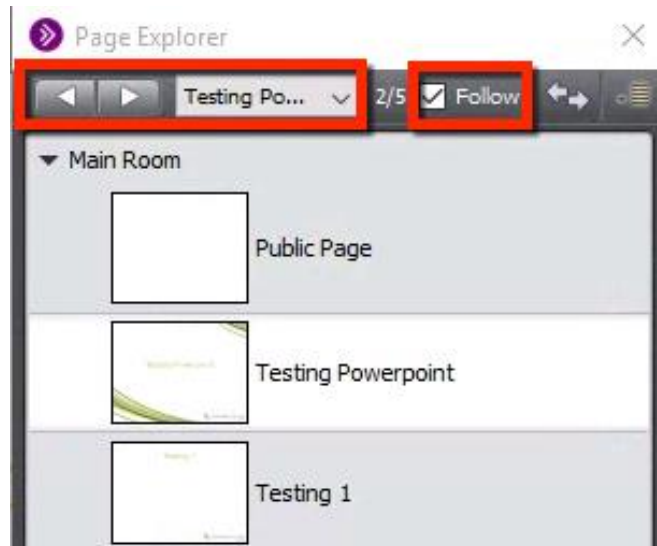 Page Explorer
Testing Po... 2/5 Follow
Main Room
Public Page
Testing Powerpoint
Testing 1